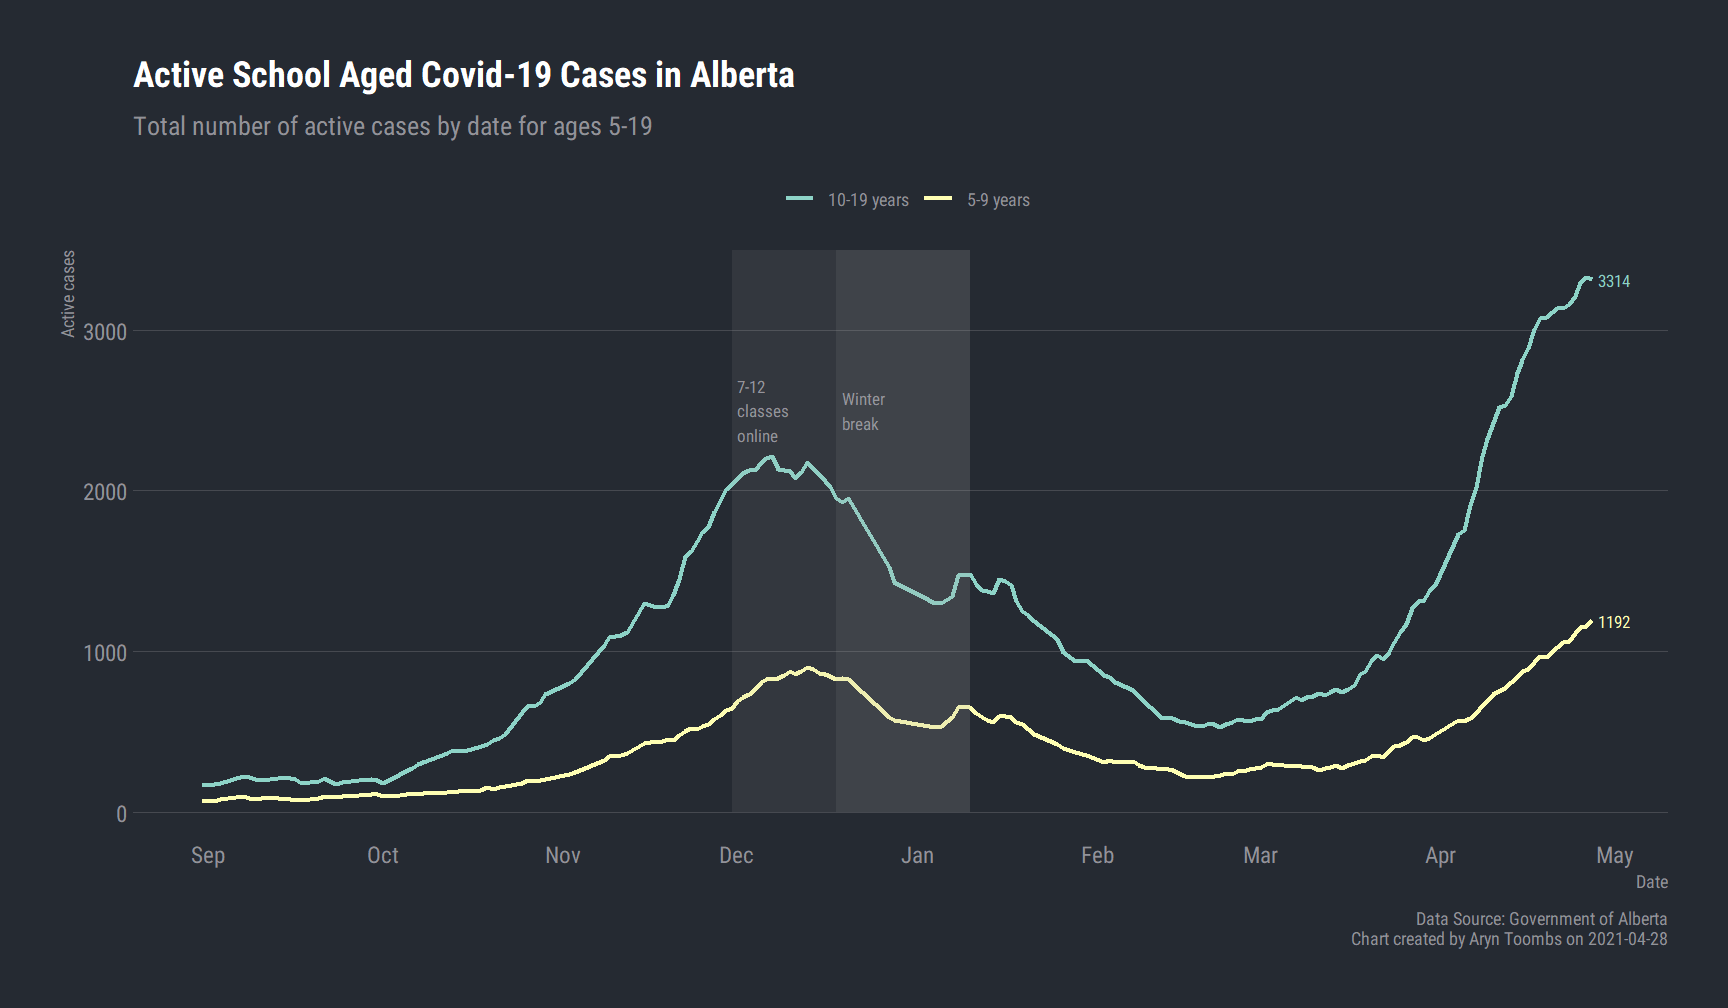 Active School Aged Covid-19 Cases in Alberta
Total number of active cases by date for ages 5-19
10-19 years
5-9 years
Active cases
3000
2000
1000
0
7-12
classes
online
Winter
break
3314
1192
Sep
Oct
Nov
Dec
Jan
Feb
Mar
Apr
May
Date
Data Source: Government of Alberta
Chart created by Aryn Toombs on 2021-04-28